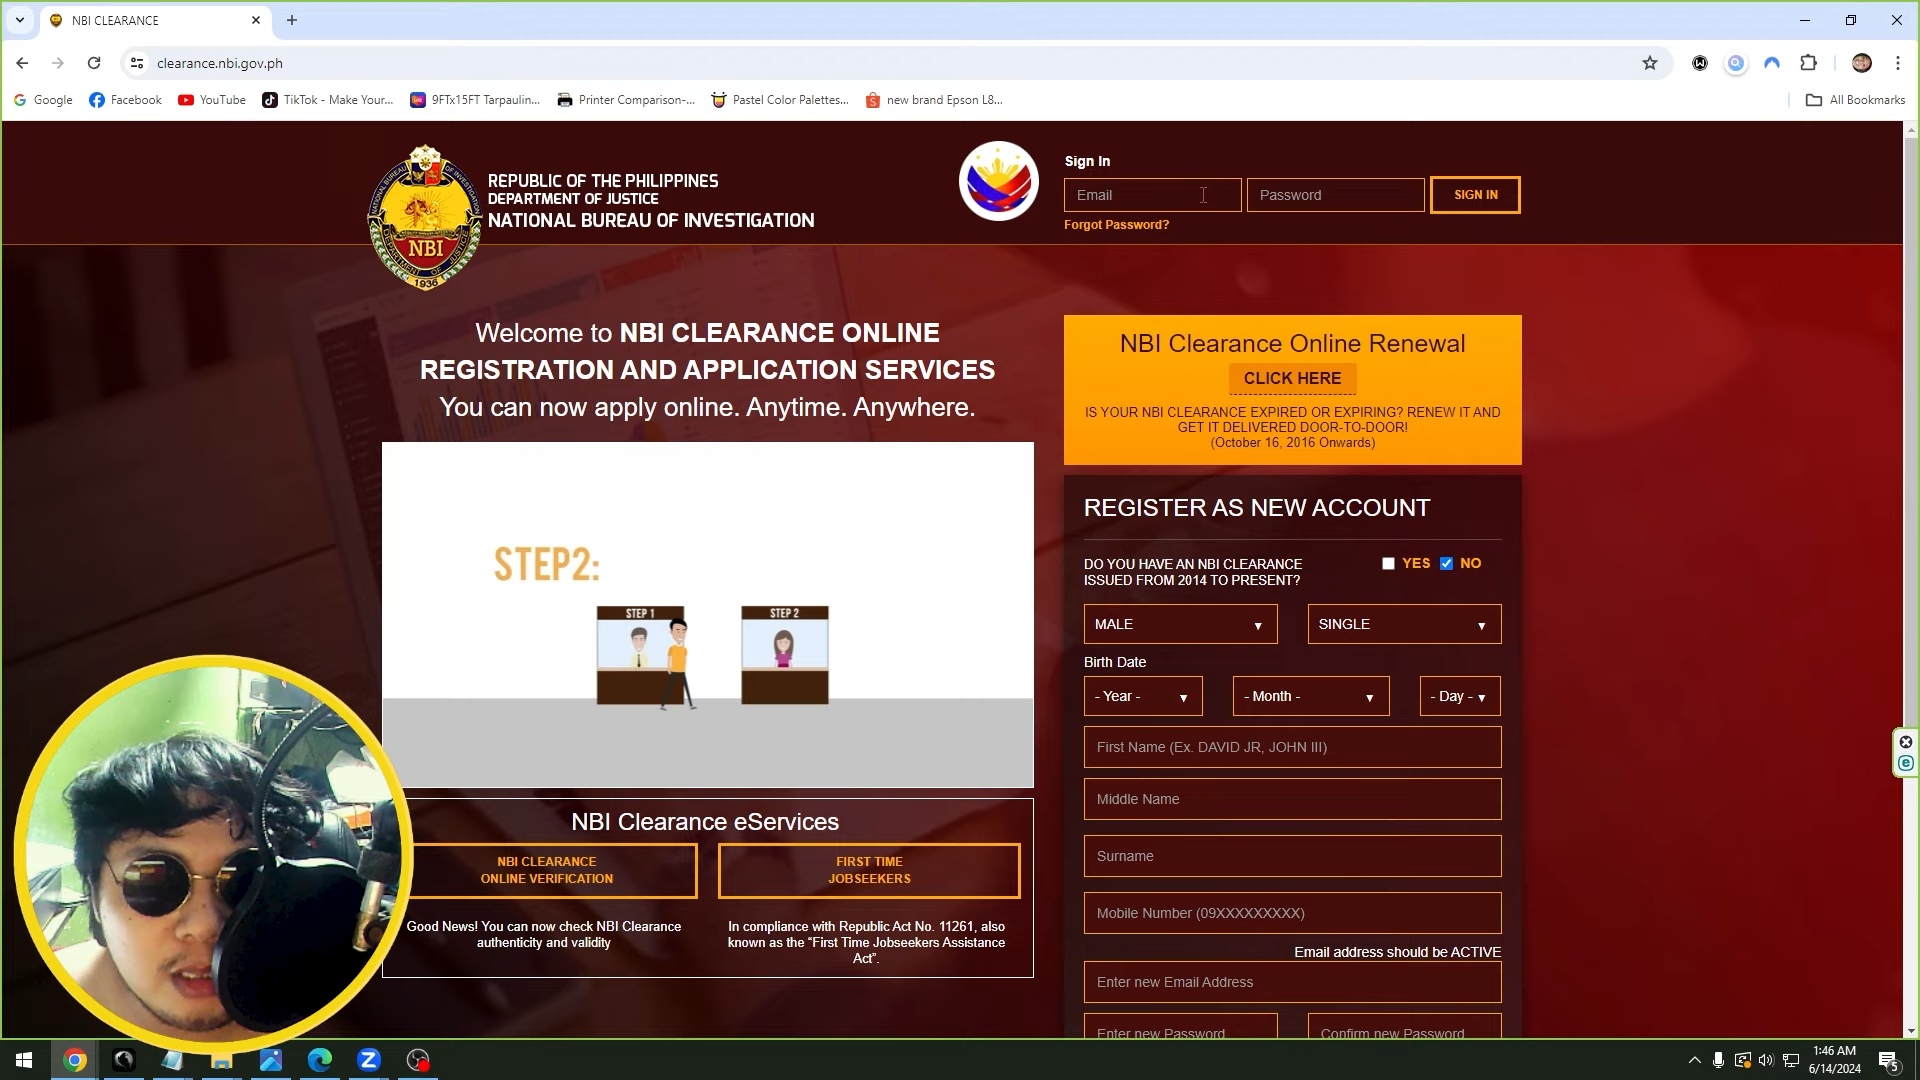 NBI CLEARANCE
clearance.nbi.gov.ph
Google
Facebook
YouTube
TikTok - Make Your...
9FTx15FT Tarpaulin...
Printer Comparison-...
Pastel Color Palettes...
new brand Epson L8...
All Bookmarks
REPUBLIC OF THE PHILIPPINES
DEPARTMENT OF JUSTICE
NATIONAL BUREAU OF INVESTIGATION
NBI
1936
Sign In
Email
Password
SIGN IN
Forgot Password?
Welcome to NBI CLEARANCE ONLINE
REGISTRATION AND APPLICATION SERVICES
You can now apply online. Anytime. Anywhere.
STEP2:
STEP 1
STEP 2
NBI Clearance eServices
NBI CLEARANCE
ONLINE VERIFICATION
Good News! You can now check NBI Clearance
authenticity and validity
FIRST TIME
JOBSEEKERS
In compliance with Republic Act No. 11261, also
known as the “First Time Jobseekers Assistance
Act”.
NBI Clearance Online Renewal
CLICK HERE
IS YOUR NBI CLEARANCE EXPIRED OR EXPIRING? RENEW IT AND
GET IT DELIVERED DOOR-TO-DOOR!
(October 16, 2016 Onwards)
REGISTER AS NEW ACCOUNT
DO YOU HAVE AN NBI CLEARANCE
ISSUED FROM 2014 TO PRESENT?
YES
NO
MALE
SINGLE
Birth Date
- Year -
- Month -
- Day -
First Name (Ex. DAVID JR, JOHN III)
Middle Name
Surname
Mobile Number (09XXXXXXXXX)
Email address should be ACTIVE
Enter new Email Address
Enter new Password
Confirm new Password
1:46 AM
6/14/2024
5